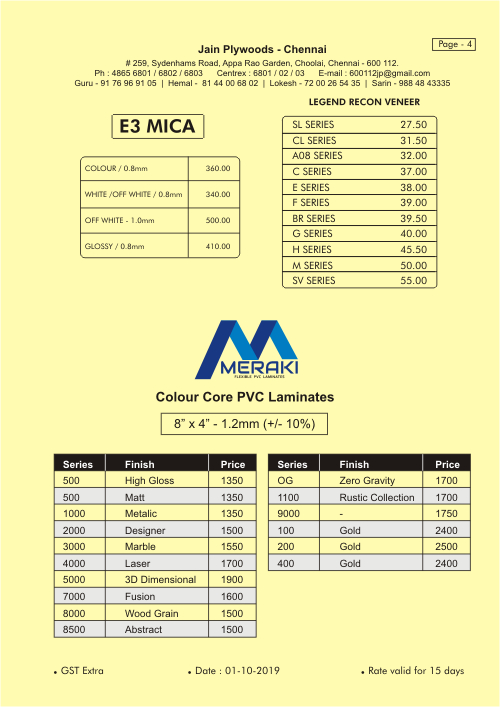 Page - 4
Jain Plywoods - Chennai
# 259, Sydenhams Road, Appa Rao Garden, Choolai, Chennai - 600 112.
Ph : 4865 6801 / 6802 / 6803 Centrex : 6801 / 02 / 03 E-mail : 600112jp@gmail.com
Guru - 91 76 96 91 05 | Hemal - 81 44 00 68 02 | Lokesh - 72 00 26 54 35 | Sarin - 988 48 43335
E3 MICA
COLOUR / 0.8mm 360.00
WHITE /OFF WHITE / 0.8mm 340.00
OFF WHITE - 1.0mm 500.00
GLOSSY / 0.8mm 410.00
LEGEND RECON VENEER
SL SERIES 27.50
CL SERIES 31.50
A08 SERIES 32.00
C SERIES 37.00
E SERIES 38.00
F SERIES 39.00
BR SERIES 39.50
G SERIES 40.00
H SERIES 45.50
M SERIES 50.00
SV SERIES 55.00
MERAKI
FLEXIBLE PVC LAMINATES
Colour Core PVC Laminates
8” x 4” - 1.2mm (+/- 10%)
Series Finish Price
500 High Gloss 1350
500 Matt 1350
1000 Metalic 1350
2000 Designer 1500
3000 Marble 1550
4000 Laser 1700
5000 3D Dimensional 1900
7000 Fusion 1600
8000 Wood Grain 1500
8500 Abstract 1500
Series Finish Price
OG Zero Gravity 1700
1100 Rustic Collection 1700
9000 - 1750
100 Gold 2400
200 Gold 2500
400 Gold 2400
• GST Extra • Date : 01-10-2019 • Rate valid for 15 days